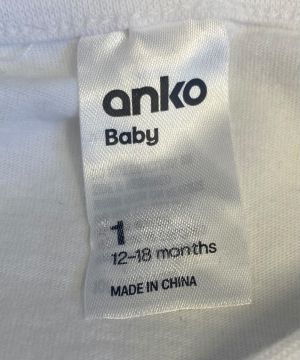 anko
Baby
1
12-18 months
MADE IN CHINA